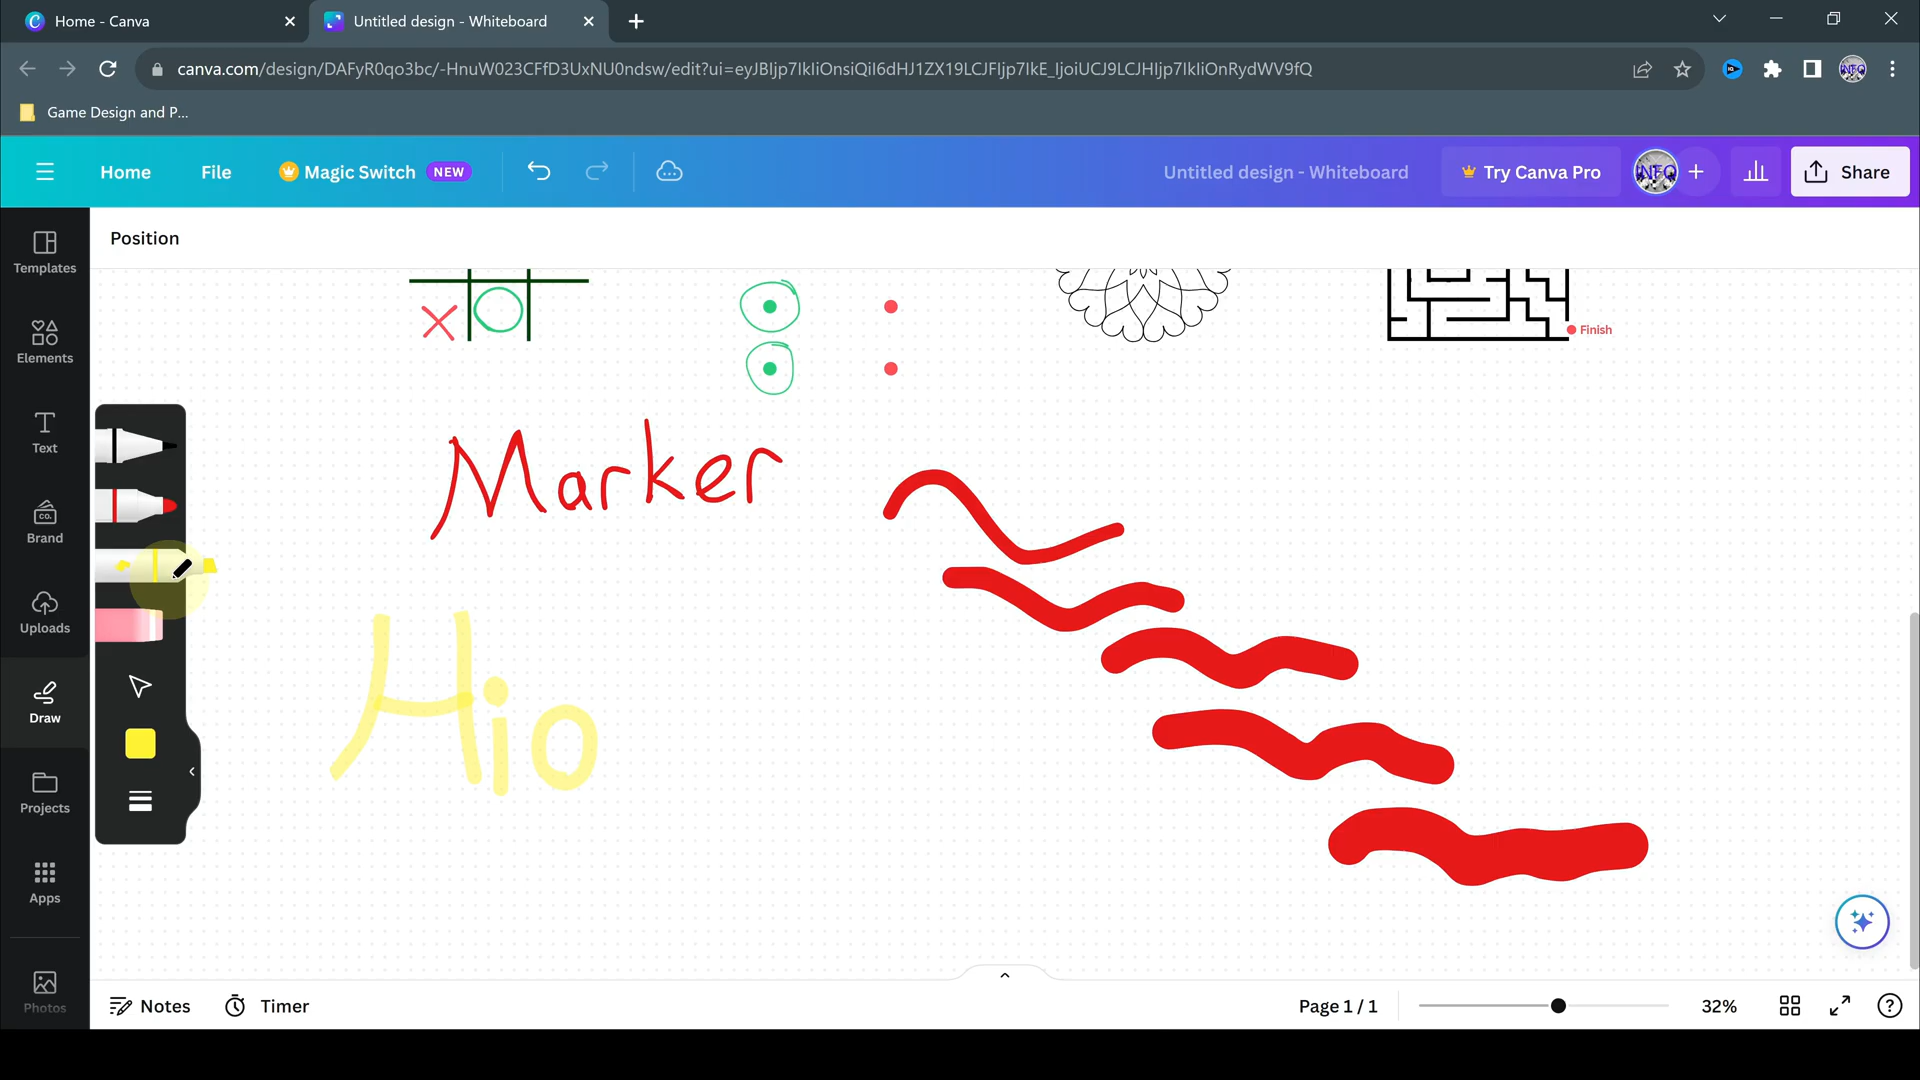 Home - Canva
Untitled design - Whiteboard
canva.com/design/DAFyR0qo3bc/-HnuW023CFfD3UxNU0ndsw/edit?ui=eyJBIjp7IkIiOnsiQiI6dHJ1ZX19LCJFIjp7IkE_IjoiUCJ9LCJHIjp7IkIiOnRydWV9fQ
Game Design and P...
Home
File
Magic Switch
NEW
Untitled design - Whiteboard
Try Canva Pro
Share
Templates
Elements
Text
Brand
Uploads
Draw
Projects
Apps
Photos
Position
X
Finish
Marker
Hio
Notes
Timer
Page 1 / 1
32%